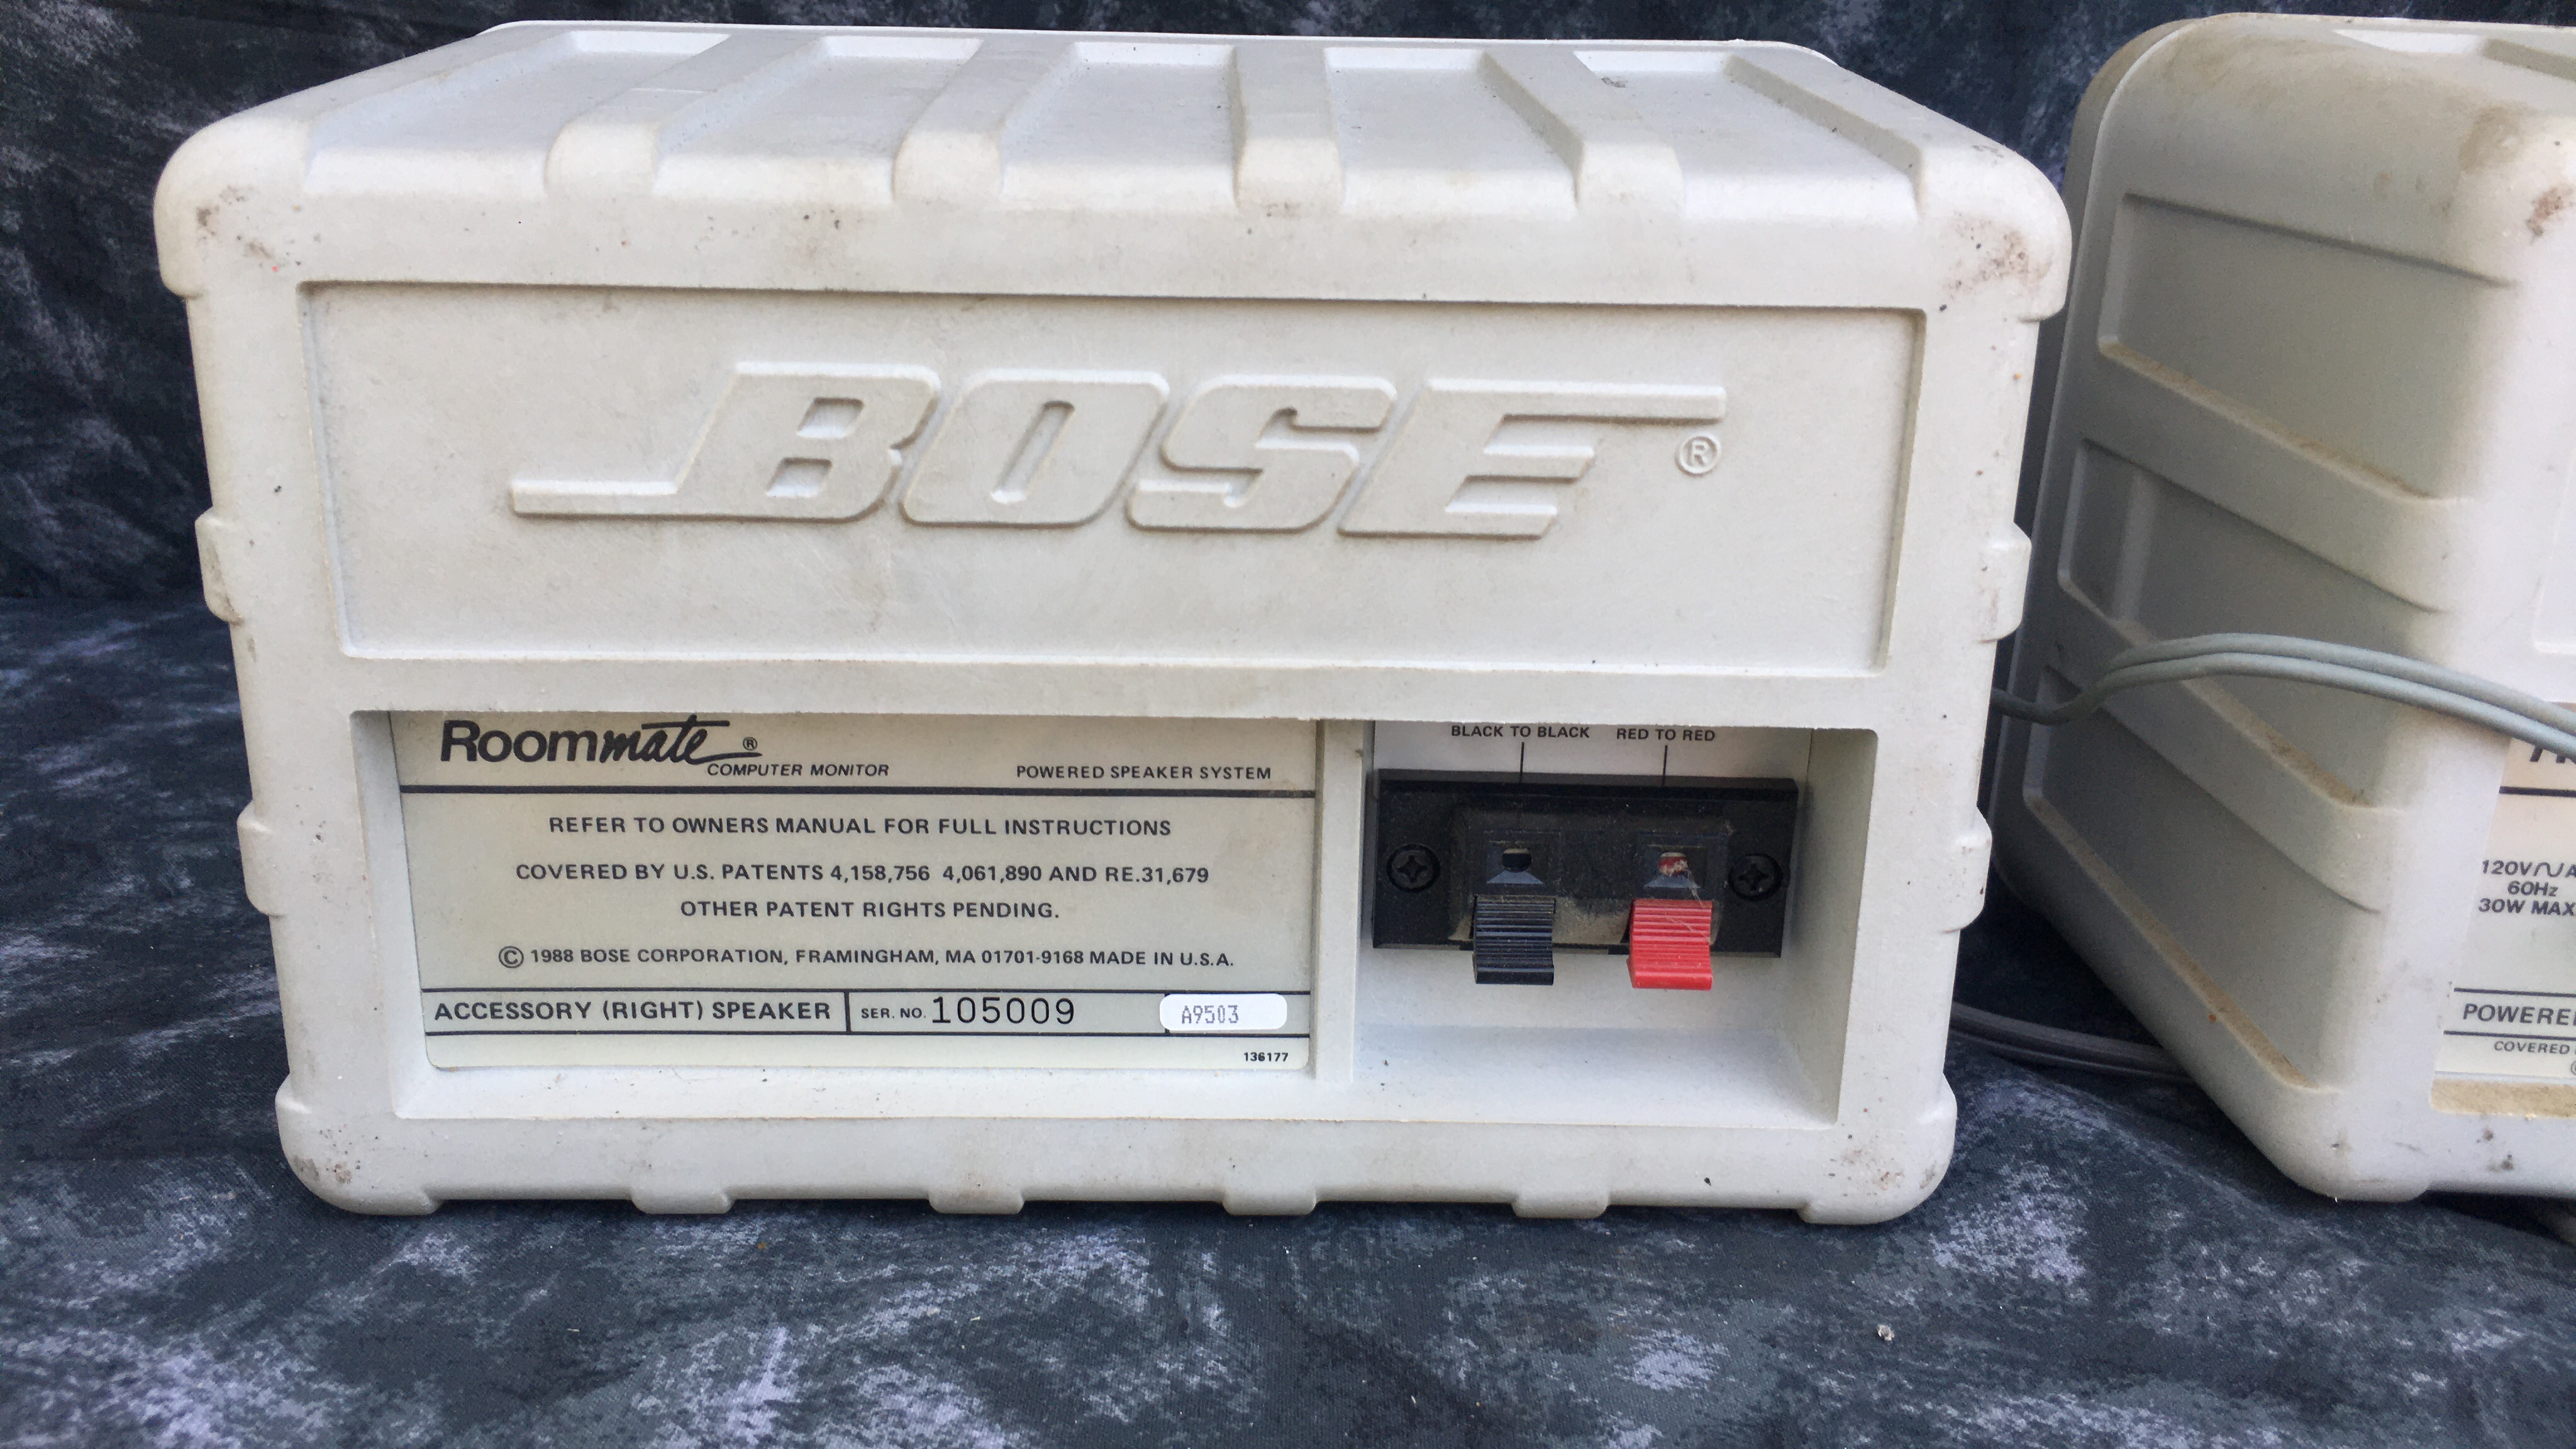 BOSE®
Roommate®
COMPUTER MONITOR POWERED SPEAKER SYSTEM
REFER TO OWNERS MANUAL FOR FULL INSTRUCTIONS
COVERED BY U.S. PATENTS 4,158,756 4,061,890 AND RE.31,679
OTHER PATENT RIGHTS PENDING.
© 1988 BOSE CORPORATION, FRAMINGHAM, MA 01701-9168 MADE IN U.S.A.
ACCESSORY (RIGHT) SPEAKER SER. NO. 105009 A9503
136177
BLACK TO BLACK RED TO RED
120V
60Hz
30W MAX
COVERED